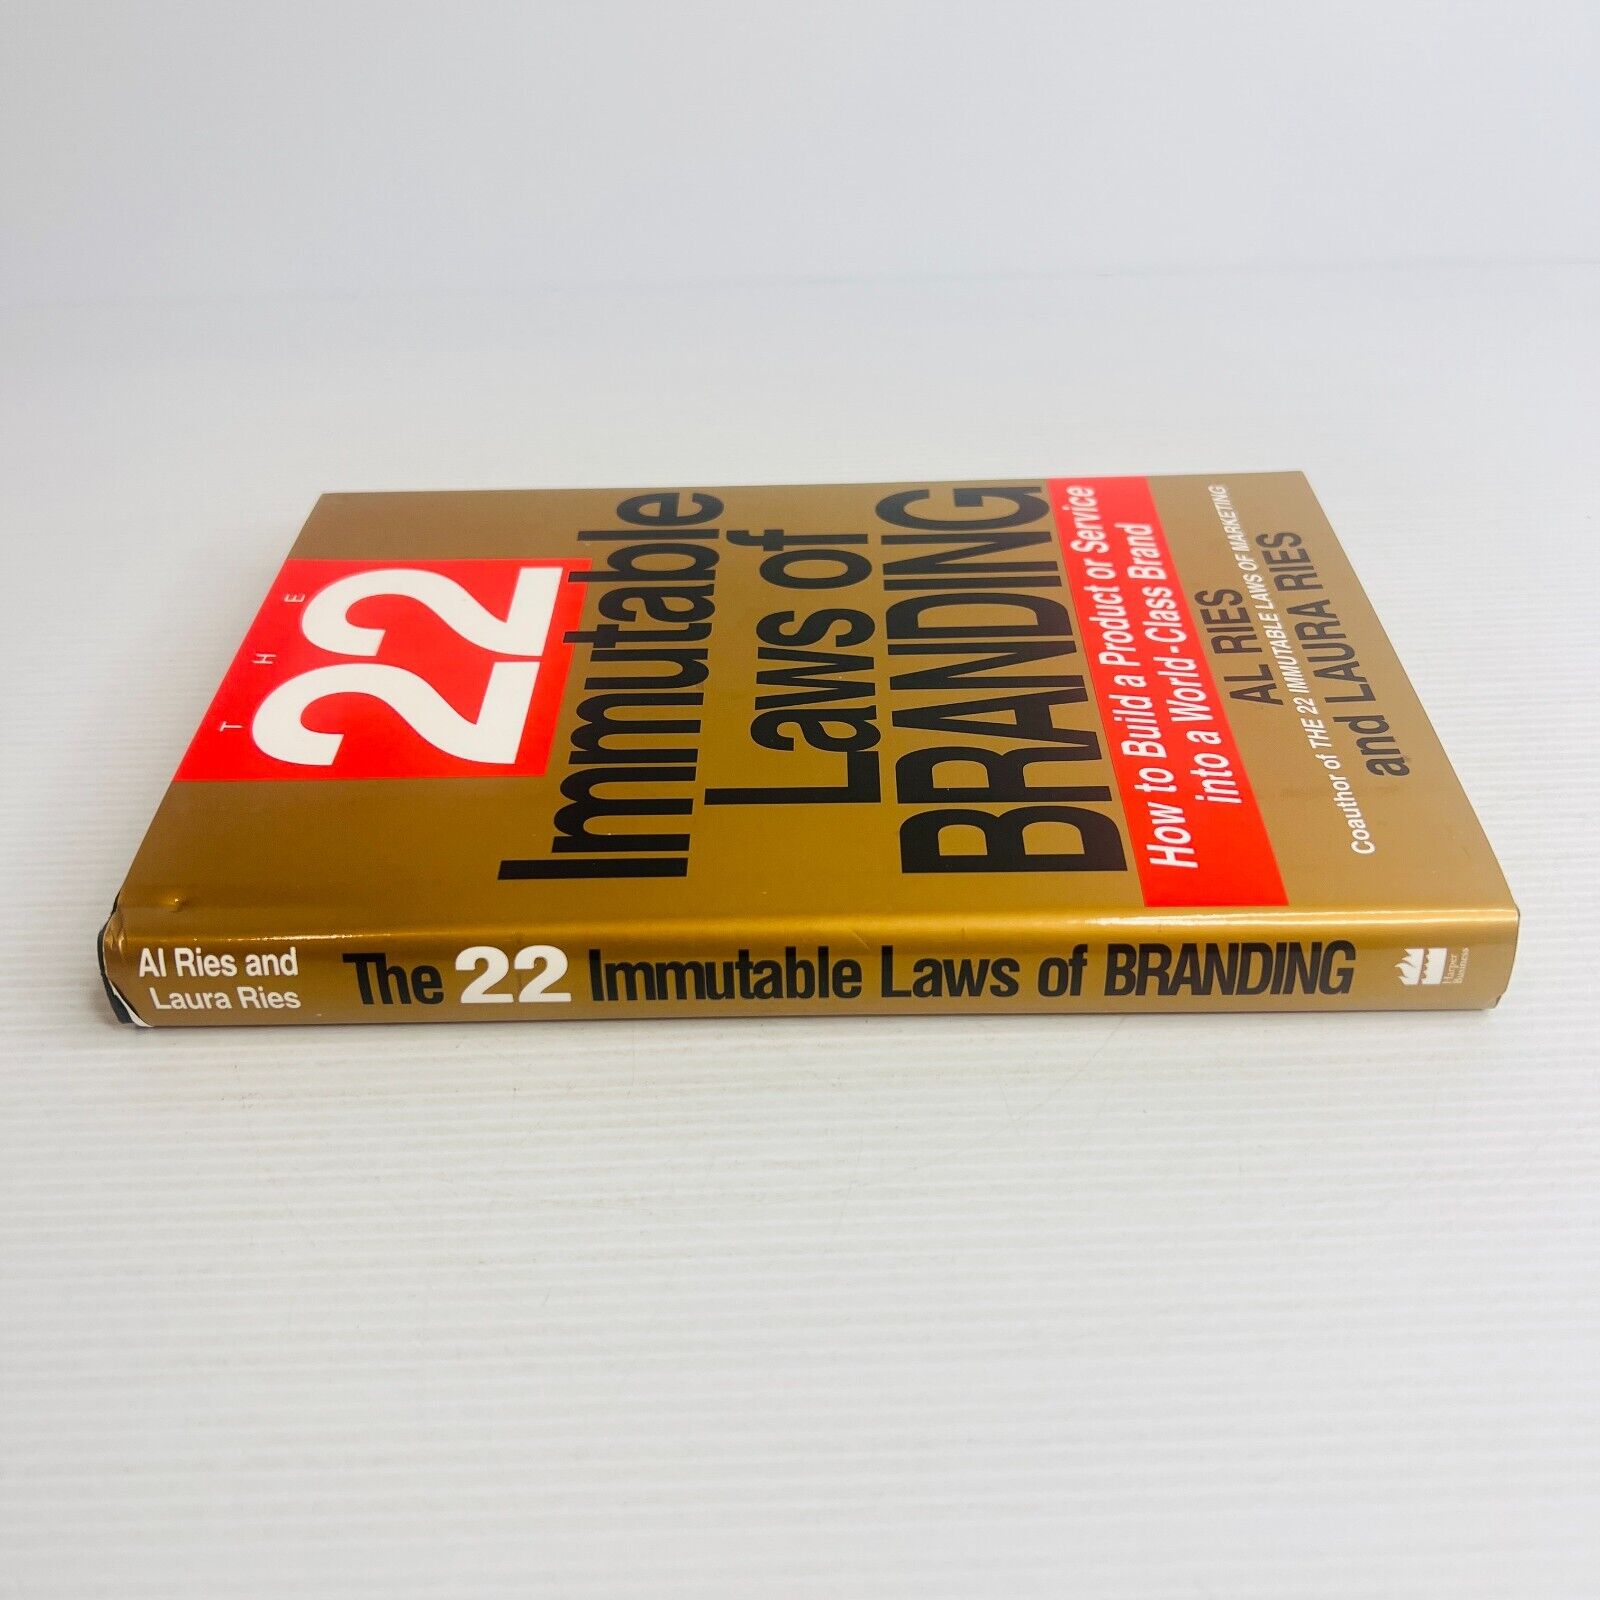 THE
22
Immutable
Laws of
BRANDING
How to Build a Product or Service
into a World-Class Brand
AL RIES
Coauthor of THE 22 IMMUTABLE LAWS OF MARKETING
and LAURA RIES
Al Ries and
Laura Ries
The 22 Immutable Laws of BRANDING
Harper
Business